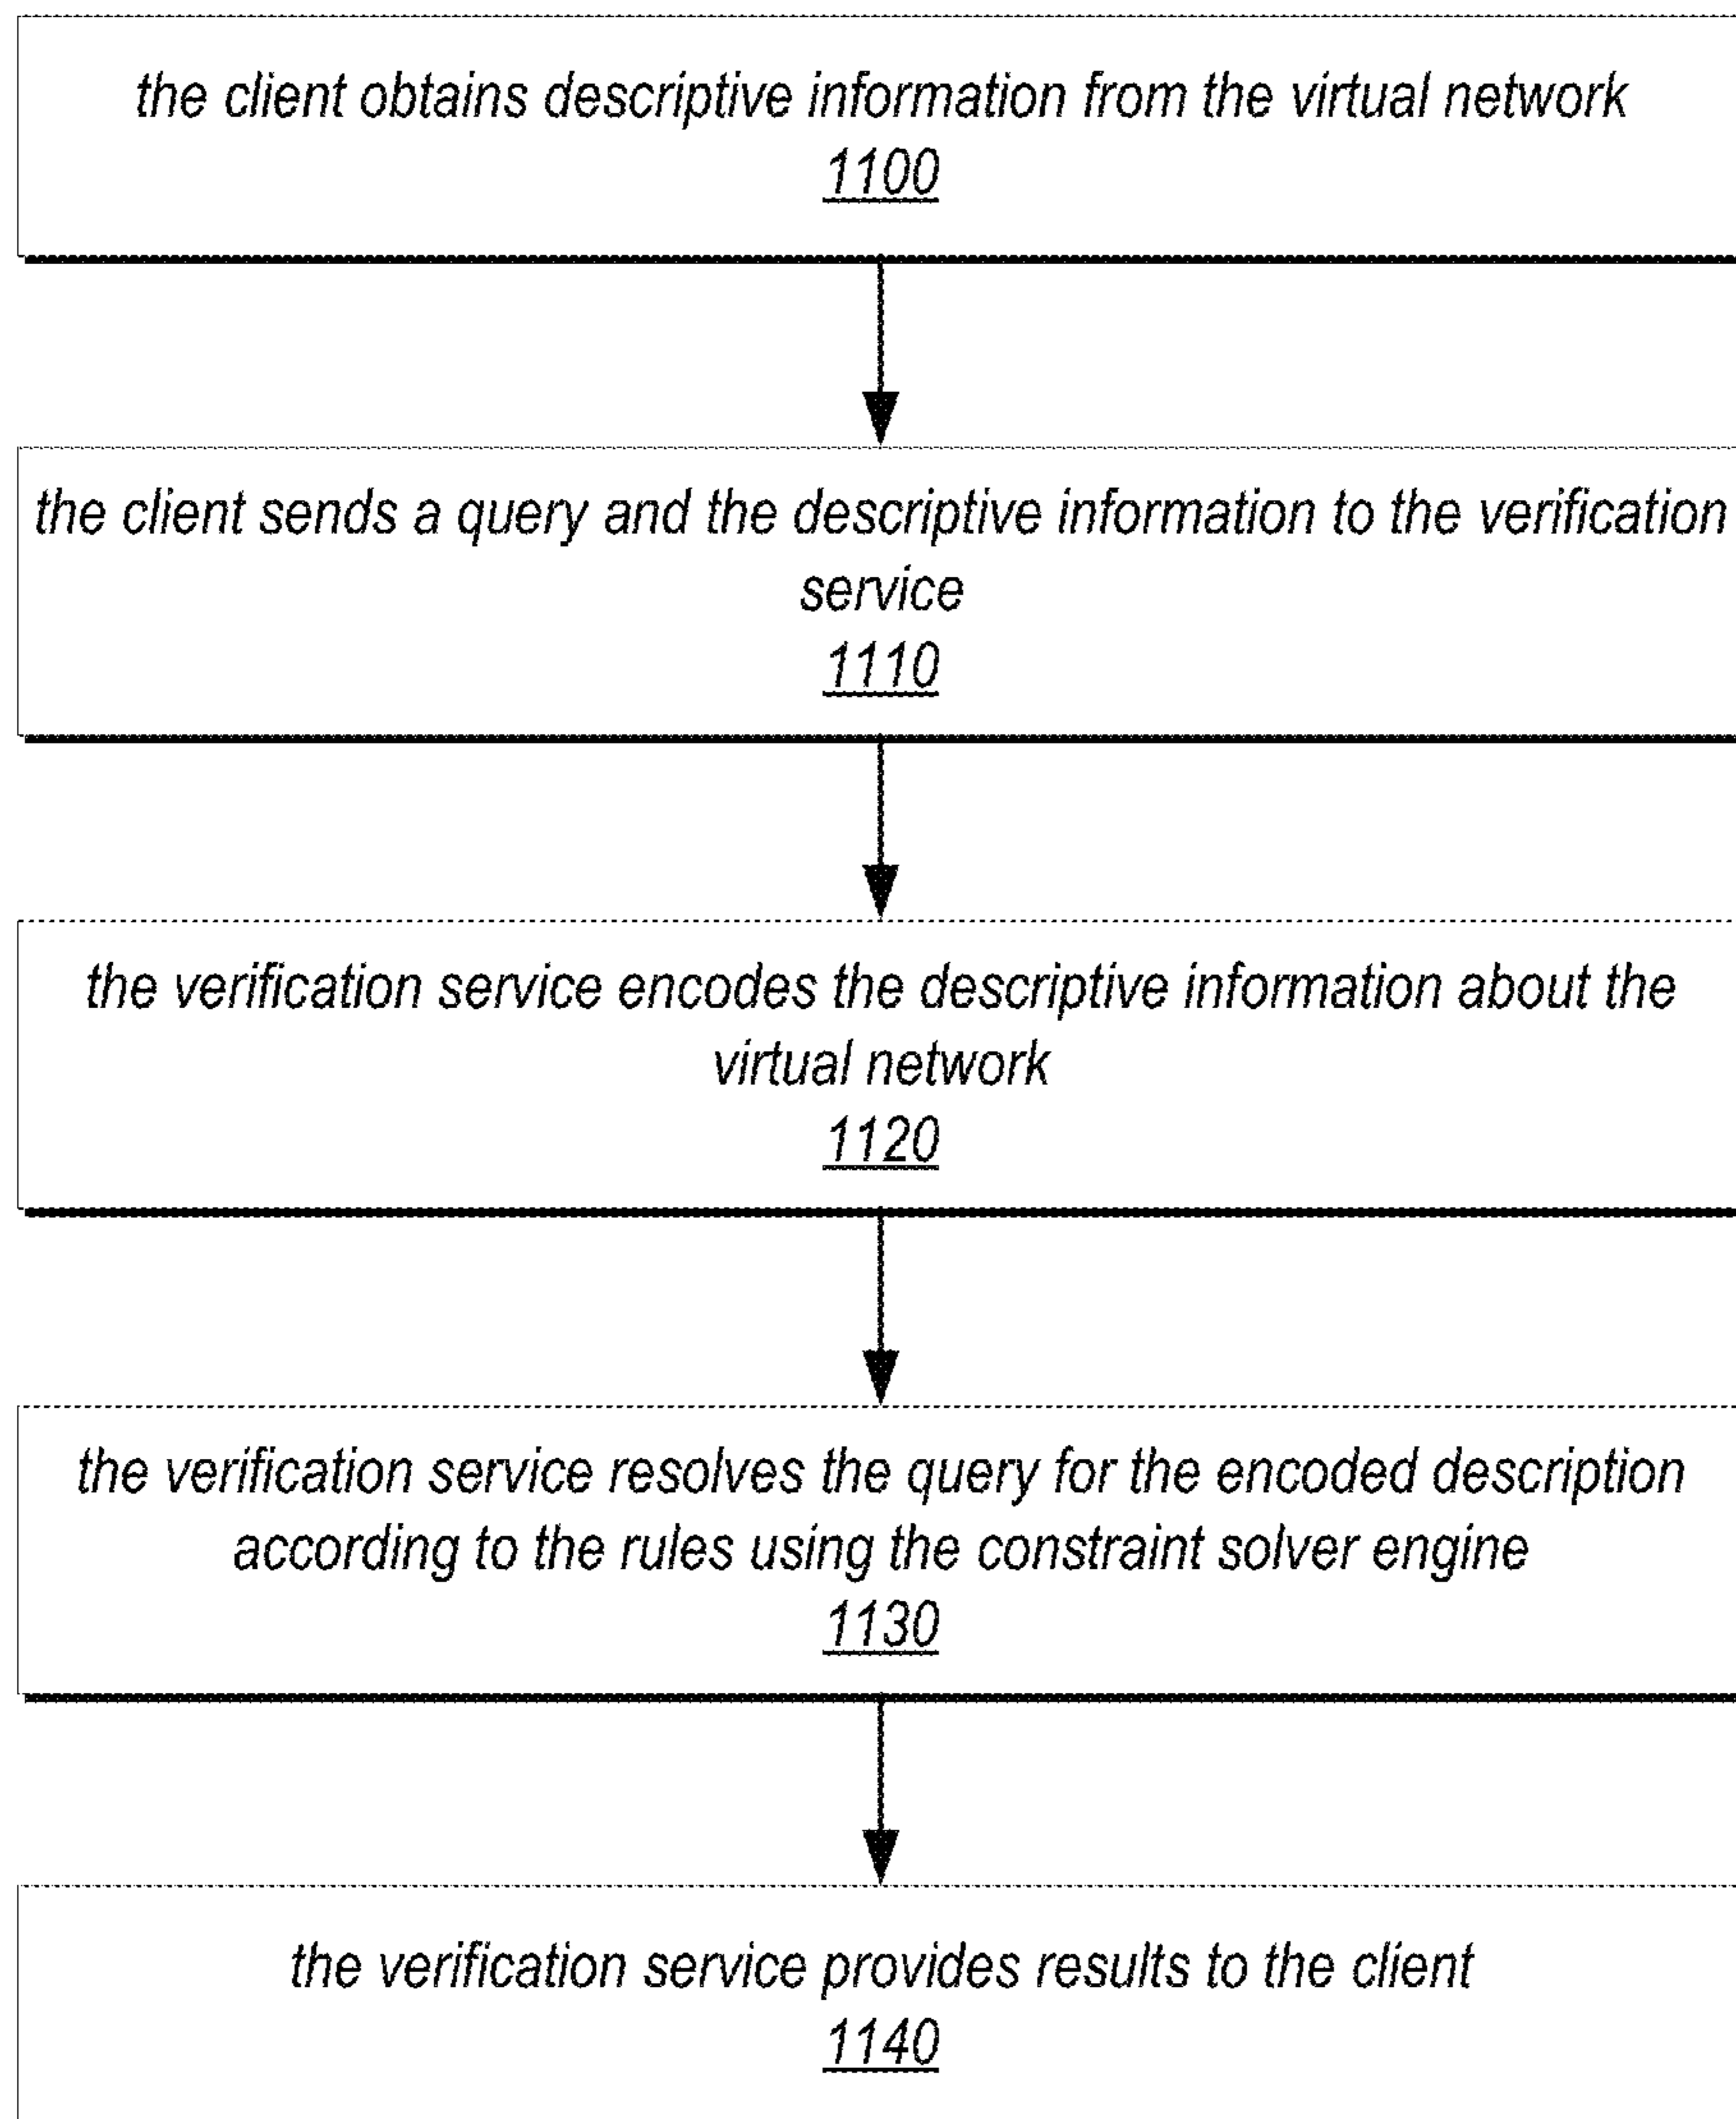 the client obtains descriptive information from the virtual network
1100
the client sends a query and the descriptive information to the verification
service
1110
the verification service encodes the descriptive information about the
virtual network
1120
the verification service resolves the query for the encoded description
according to the rules using the constraint solver engine
1130
the verification service provides results to the client
1140